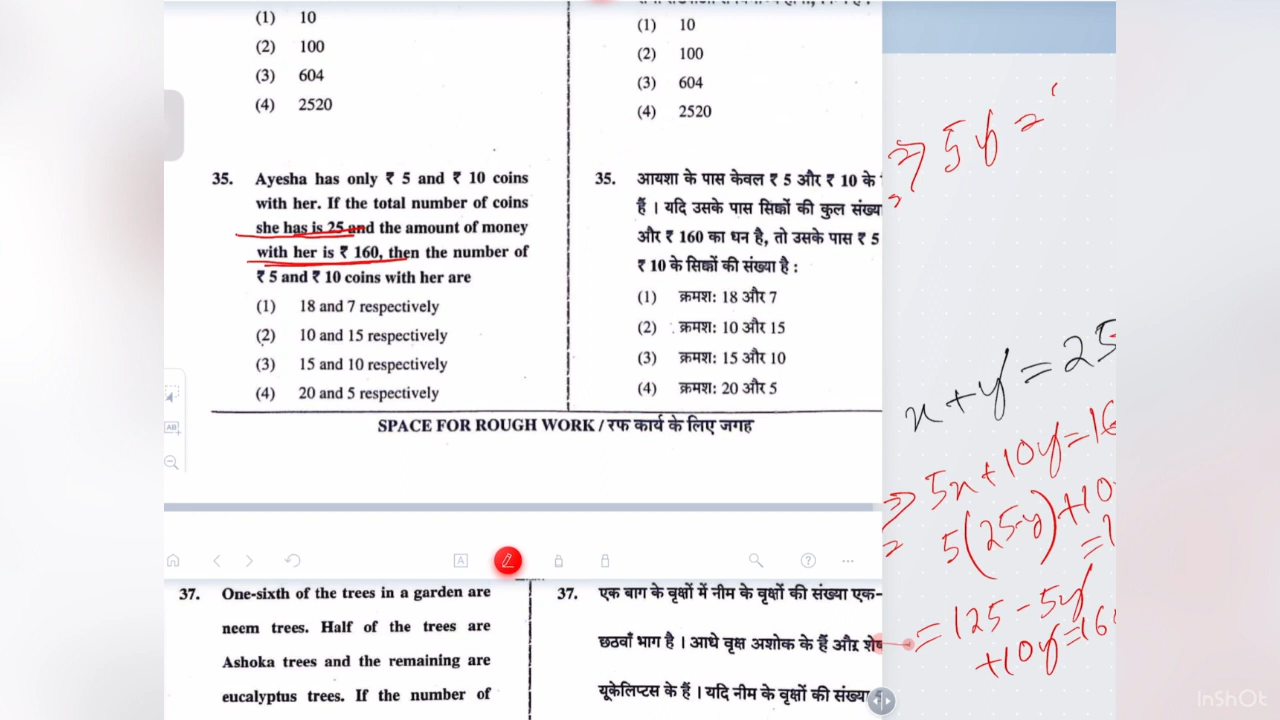 (1) 10
(2) 100
(3) 604
(4) 2520
35. Ayesha has only ₹ 5 and ₹ 10 coins
with her. If the total number of coins
she has is 25 and the amount of money
with her is ₹ 160, then the number of
₹ 5 and ₹ 10 coins with her are
(1) 18 and 7 respectively
(2) 10 and 15 respectively
(3) 15 and 10 respectively
(4) 20 and 5 respectively
(1) 10
(2) 100
(3) 604
(4) 2520
35. आयशा के पास केवल ₹ 5 और ₹ 10 के
हैं । यदि उसके पास सिक्कों की कुल संख्या
और ₹ 160 का धन है, तो उसके पास ₹ 5
₹ 10 के सिक्कों की संख्या है :
(1) क्रमश: 18 और 7
(2) क्रमश: 10 और 15
(3) क्रमश: 15 और 10
(4) क्रमश: 20 और 5
SPACE FOR ROUGH WORK / रफ कार्य के लिए जगह
37. One-sixth of the trees in a garden are
neem trees. Half of the trees are
Ashoka trees and the remaining are
eucalyptus trees. If the number of
37. एक बाग के वृक्षों में नीम के वृक्षों की संख्या एक-
छठवाँ भाग है । आधे वृक्ष अशोक के हैं और शेष
यूकेलिप्टस के हैं । यदि नीम के वृक्षों की संख्या
⇒ 5y =
x + y = 25
⇒ 5x + 10y = 16
5(25-y) + 10
= 1
= 125 - 5y
+ 10y = 160
InShOt